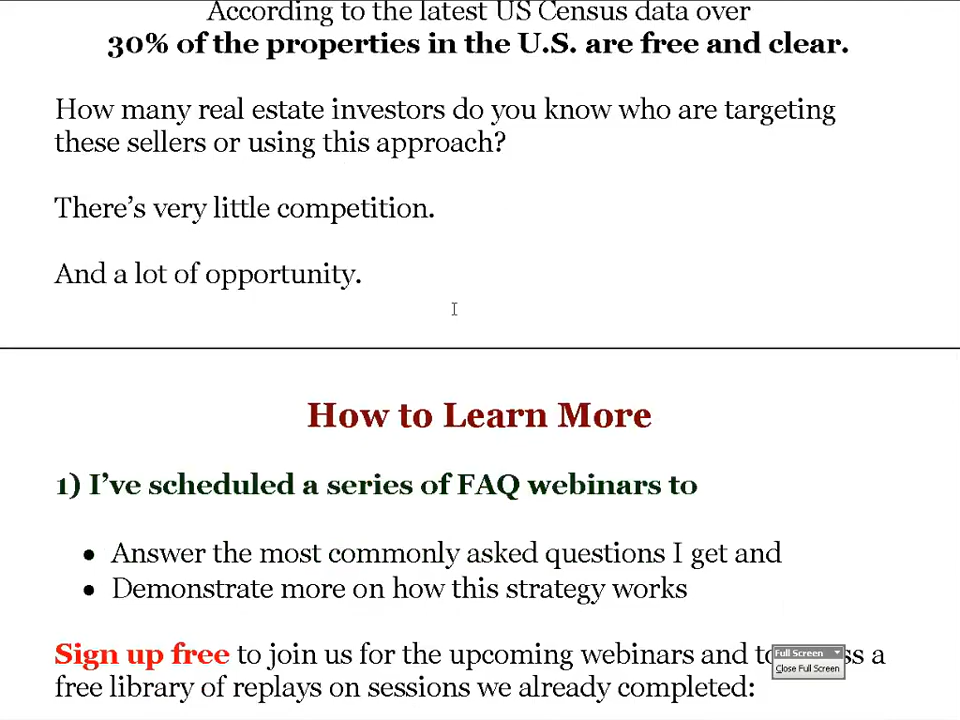 According to the latest US Census data over
30% of the properties in the U.S. are free and clear.
How many real estate investors do you know who are targeting
these sellers or using this approach?
There's very little competition.
And a lot of opportunity.
How to Learn More
1) I've scheduled a series of FAQ webinars to
• Answer the most commonly asked questions I get and
• Demonstrate more on how this strategy works
Sign up free to join us for the upcoming webinars and to ss a
Full Screen
Close Full Screen
free library of replays on sessions we already completed: